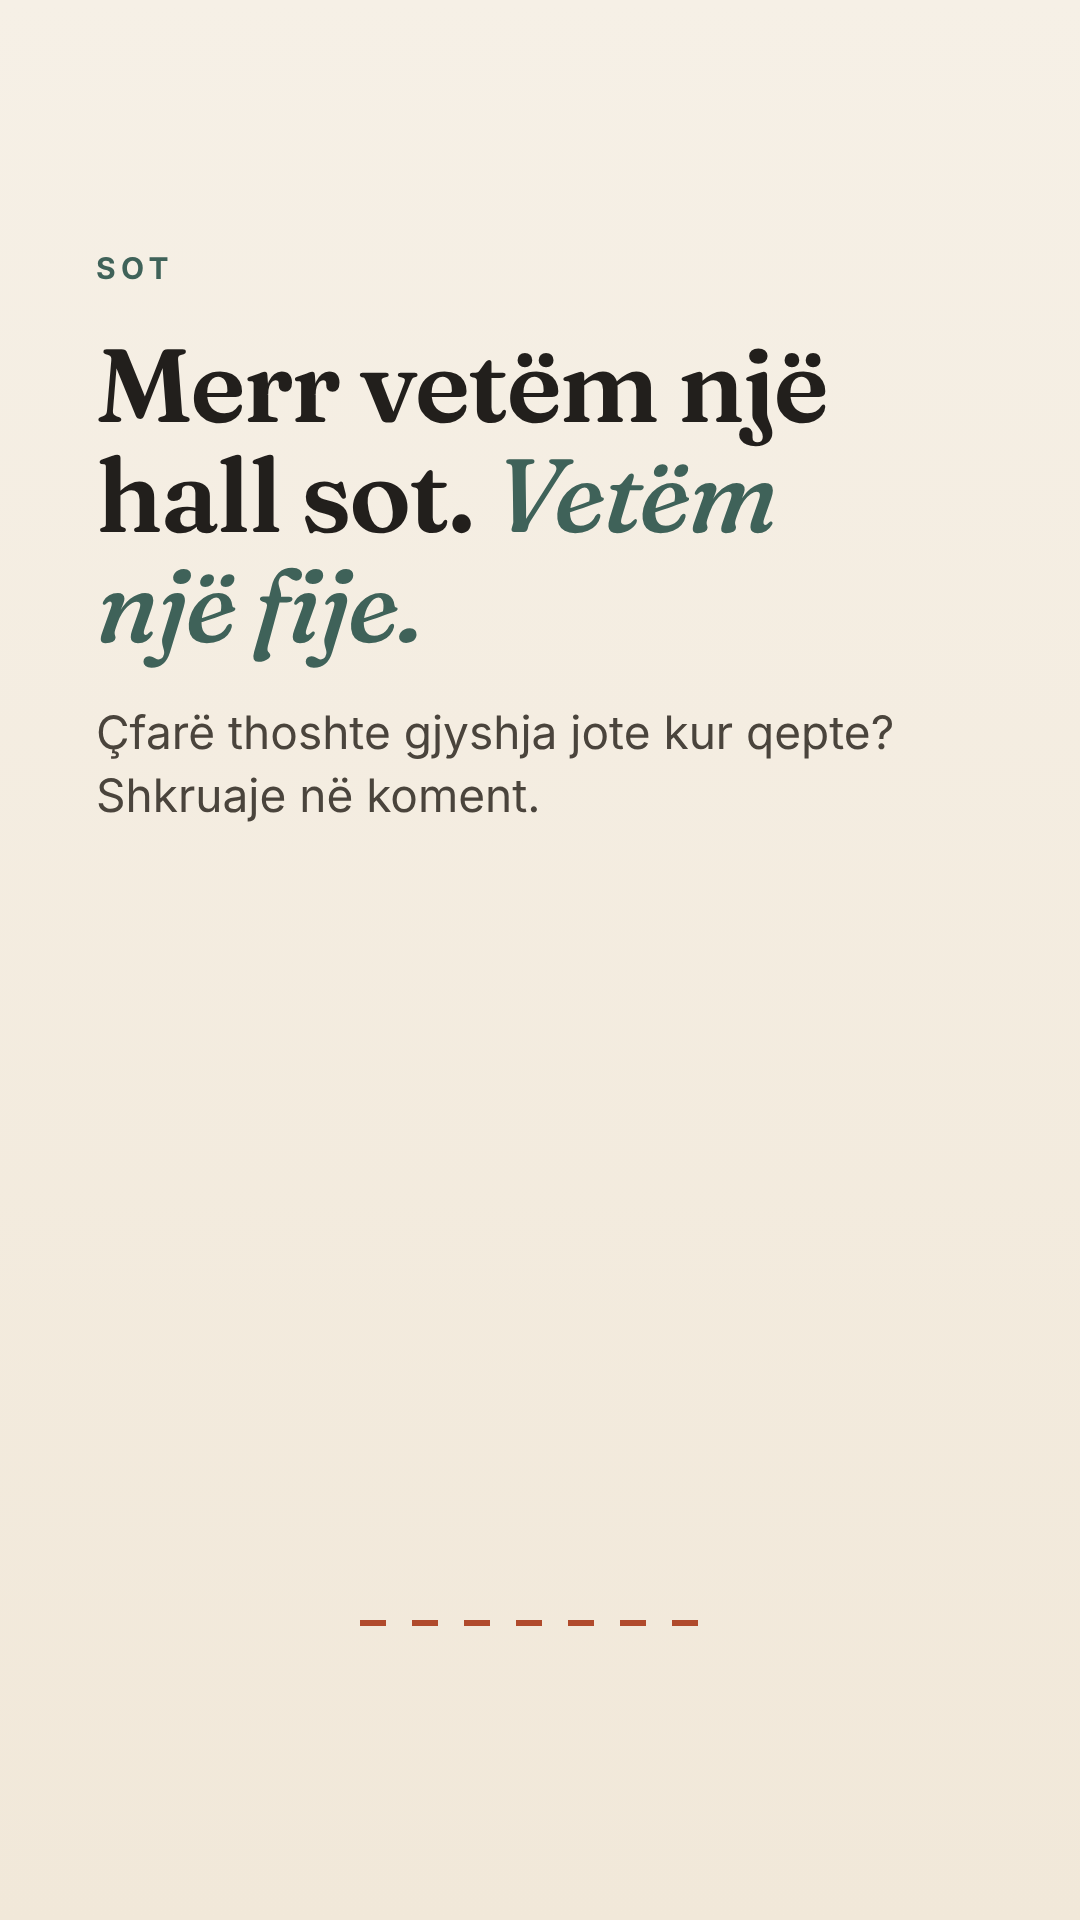 SOT
Merr vetëm një
hall sot. Vetëm
një fije.
Çfarë thoshte gjyshja jote kur qepte?
Shkruaje në koment.